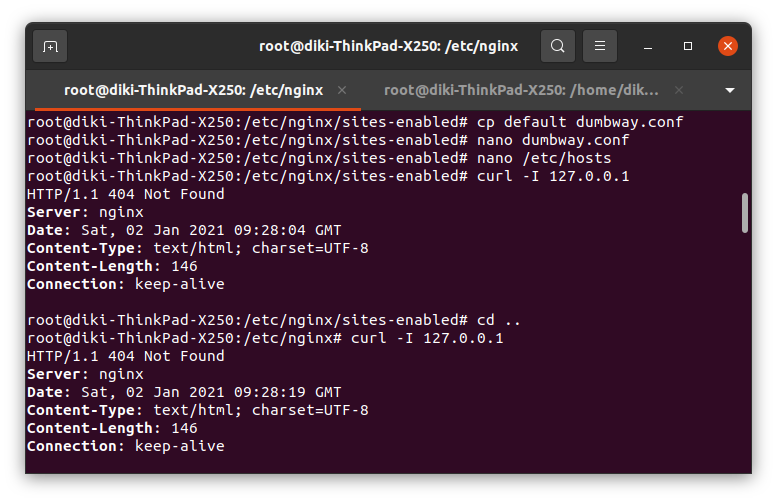 root@diki-ThinkPad-X250: /etc/nginx
root@diki-ThinkPad-X250: /etc/nginx × root@diki-ThinkPad-X250: /home/dik... ×
root@diki-ThinkPad-X250:/etc/nginx/sites-enabled# cp default dumbway.conf
root@diki-ThinkPad-X250:/etc/nginx/sites-enabled# nano dumbway.conf
root@diki-ThinkPad-X250:/etc/nginx/sites-enabled# nano /etc/hosts
root@diki-ThinkPad-X250:/etc/nginx/sites-enabled# curl -I 127.0.0.1
HTTP/1.1 404 Not Found
Server: nginx
Date: Sat, 02 Jan 2021 09:28:04 GMT
Content-Type: text/html; charset=UTF-8
Content-Length: 146
Connection: keep-alive
root@diki-ThinkPad-X250:/etc/nginx/sites-enabled# cd ..
root@diki-ThinkPad-X250:/etc/nginx# curl -I 127.0.0.1
HTTP/1.1 404 Not Found
Server: nginx
Date: Sat, 02 Jan 2021 09:28:19 GMT
Content-Type: text/html; charset=UTF-8
Content-Length: 146
Connection: keep-alive